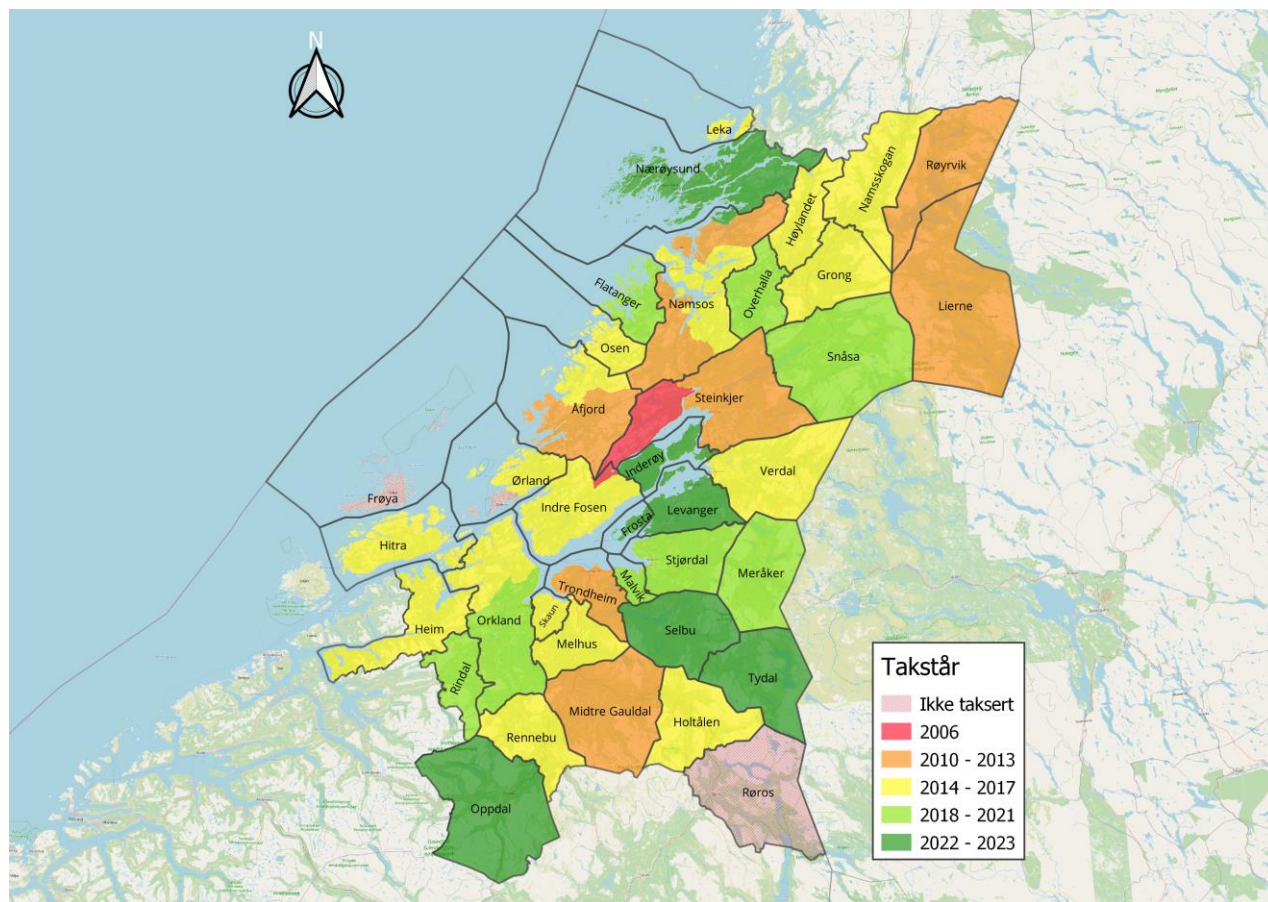 N
Leka
Nærøysund
Røyrvik
Namsskogan
Høylandet
Grong
Overhalla
Flatanger
Namsos
Lierne
Osen
Snåsa
Steinkjer
Åfjord
Inderøy
Verdal
Ørland
Frøya
Indre Fosen
Levanger
Frosta
Hitra
Stjørdal
Meråker
Malvik
Trondheim
Skaun
Orkland
Heim
Selbu
Melhus
Rindal
Tydal
Midtre Gauldal
Holtålen
Rennebu
Røros
Oppdal
Takstår
Ikke taksert
2006
2010 - 2013
2014 - 2017
2018 - 2021
2022 - 2023